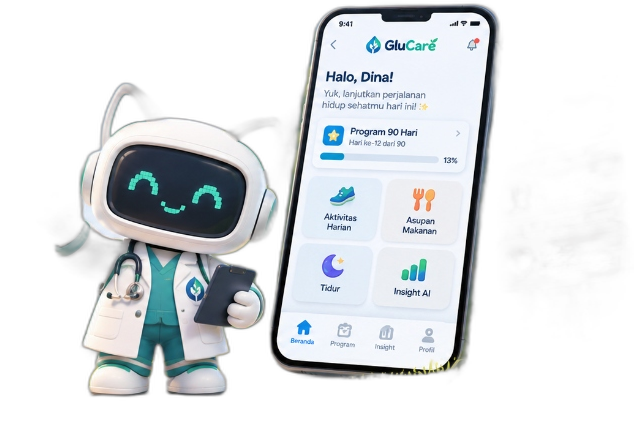 9:41
GluCare
Halo, Dina!
Yuk, lanjutkan perjalanan
hidup sehatmu hari ini! ✨
Program 90 Hari
Hari ke-12 dari 90
13%
Aktivitas
Harian
Asupan
Makanan
Tidur
Insight AI
Beranda
Program
Insight
Profil